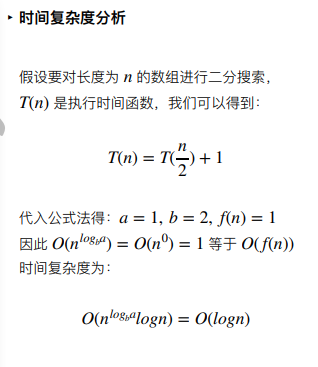 ▸ 时间复杂度分析
假设要对长度为 n 的数组进行二分搜索，
T(n) 是执行时间函数，我们可以得到：
T(n) = T(n/2) + 1
代入公式法得：a = 1, b = 2, f(n) = 1
因此 O(n^{log_b a}) = O(n^0) = 1 等于 O(f(n))
时间复杂度为：
O(n^{log_b a}logn) = O(logn)